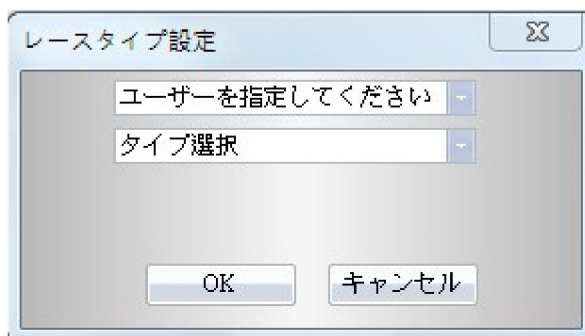 レースタイプ設定
ユーザーを指定してください
タイプ選択
OK キャンセル